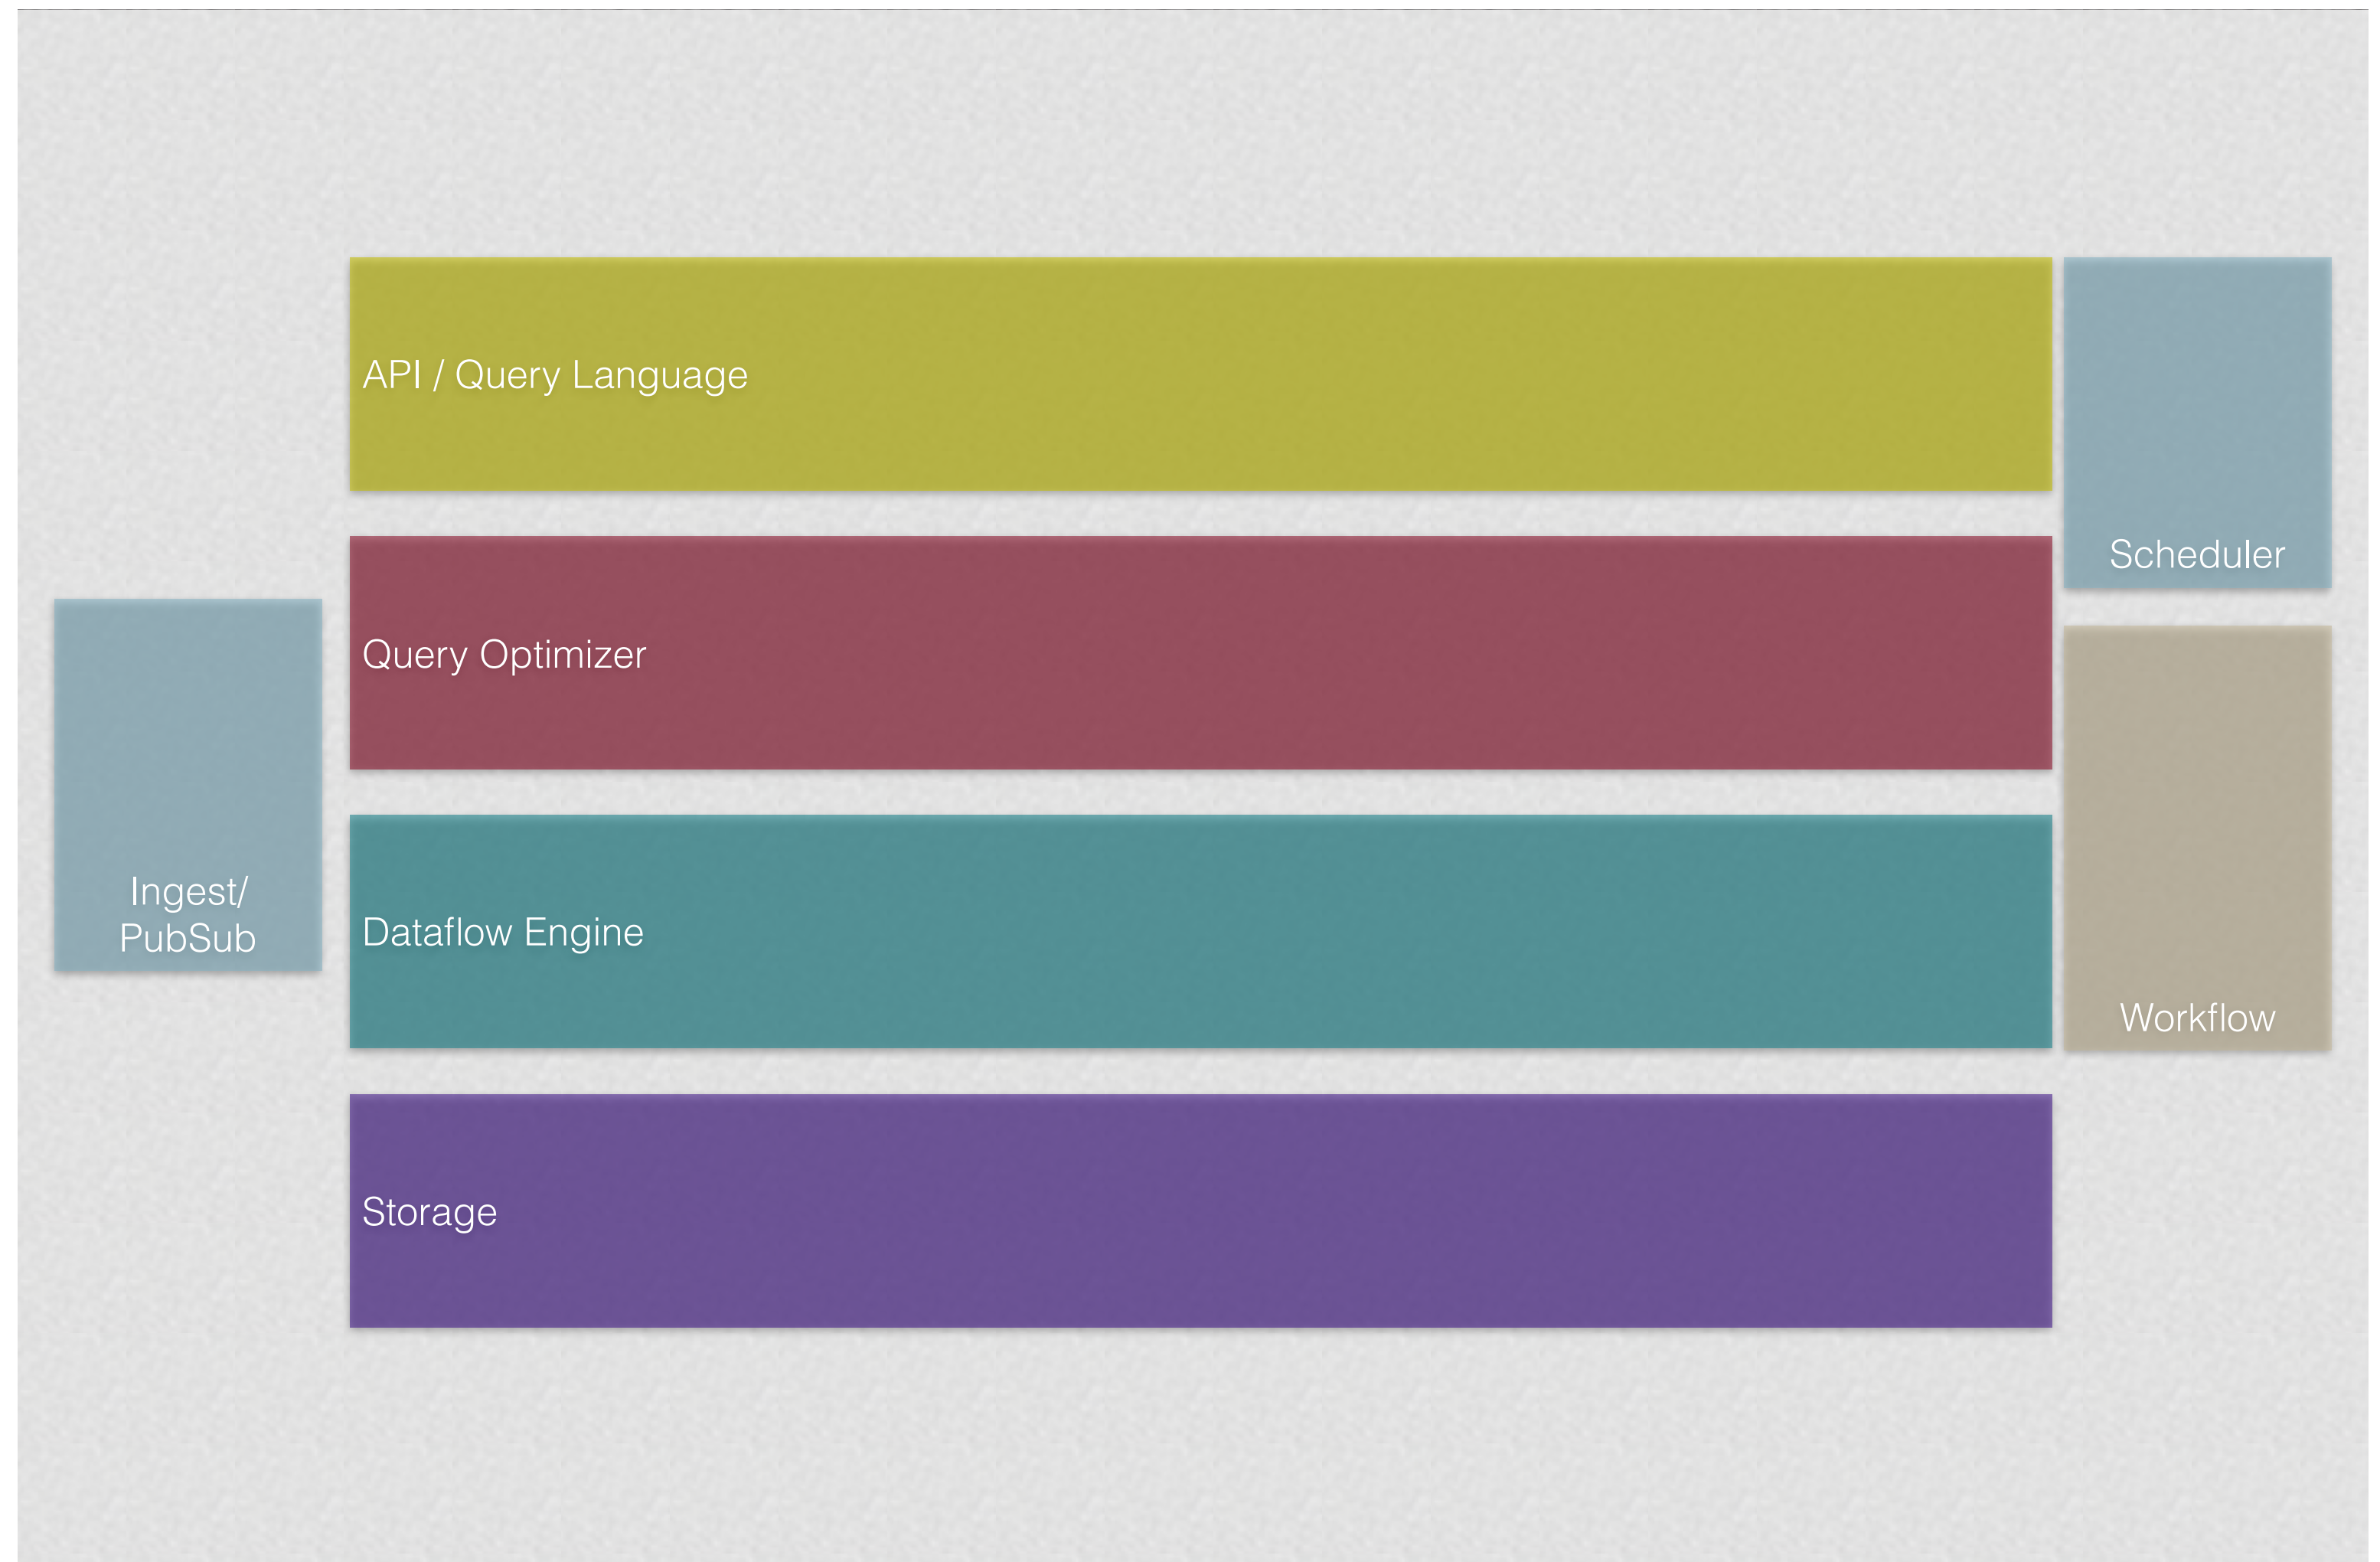 API / Query Language
Scheduler
Query Optimizer
Ingest/
PubSub
Dataflow Engine
Workflow
Storage